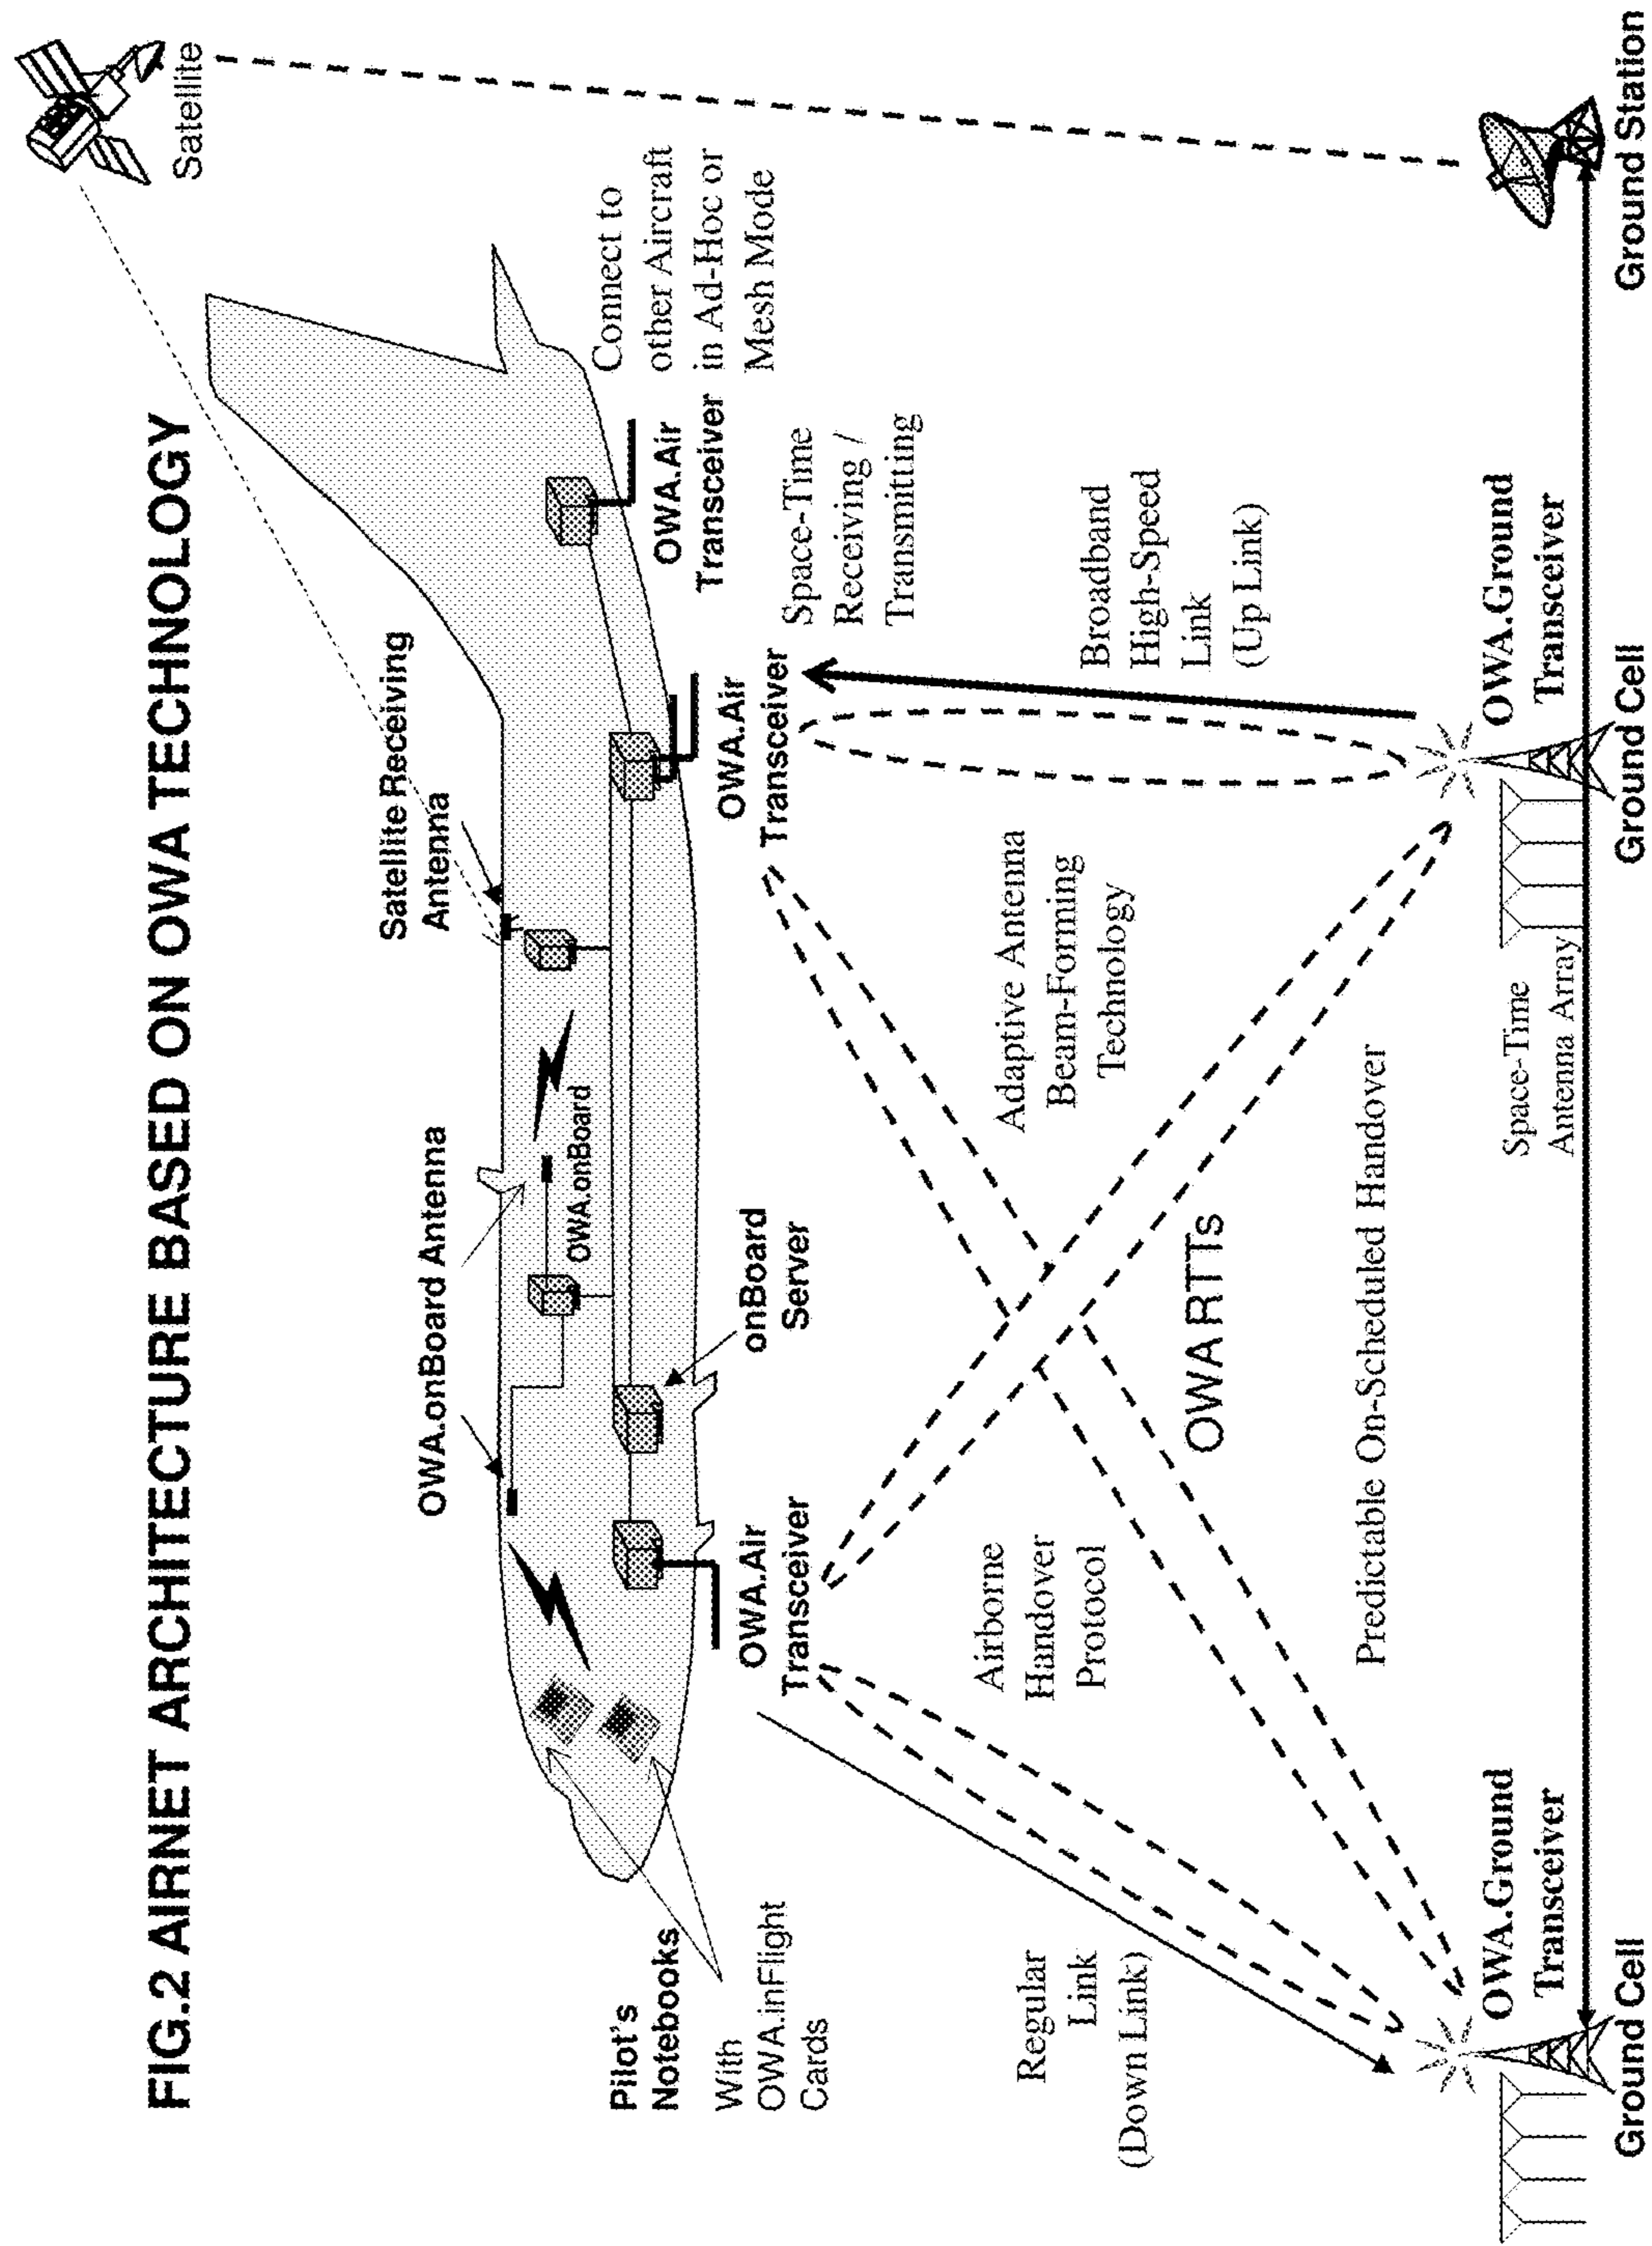 FIG.2 AIRNET ARCHITECTURE BASED ON OWA TECHNOLOGY
Satellite
Satellite Receiving
Antenna
OWA.onBoard Antenna
OWA.onBoard
onBoard
Server
Pilot's
Notebooks
With
OWA.inFlight
Cards
OWA.Air
Transceiver
OWA.Air
Transceiver
OWA.Air
Transceiver
Connect to
other Aircraft
in Ad-Hoc or
Mesh Mode
Space-Time
Receiving /
Transmitting
Regular
Link
(Down Link)
Airborne
Handover
Protocol
Adaptive Antenna
Beam-Forming
Technology
Broadband
High-Speed
Link
(Up Link)
OWARTTs
Predictable On-Scheduled Handover
OWA.Ground
Transceiver
Space-Time
Antenna Array
OWA.Ground
Transceiver
Ground Cell
Ground Cell
Ground Station